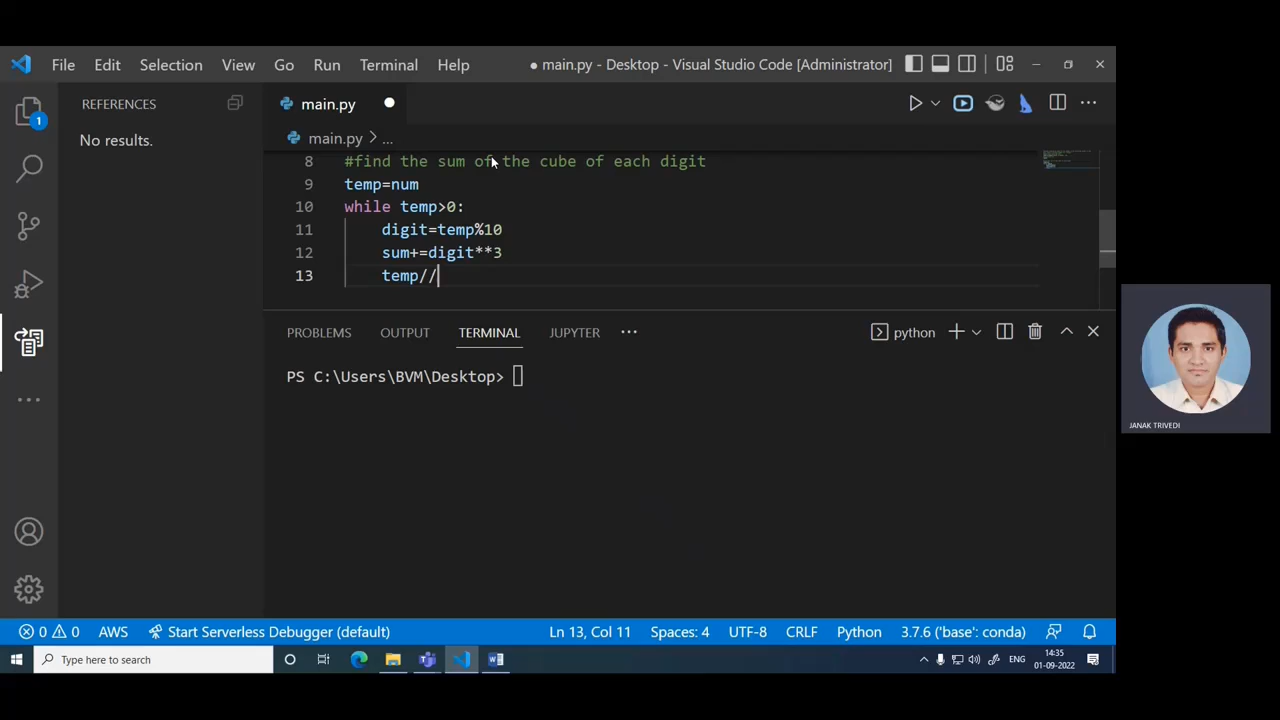 File Edit Selection View Go Run Terminal Help ● main.py - Desktop - Visual Studio Code [Administrator]
REFERENCES
No results.
1
main.py
main.py > ...
8 #find the sum of the cube of each digit
9 temp=num
10 while temp>0:
11 digit=temp%10
12 sum+=digit**3
13 temp//
PROBLEMS OUTPUT TERMINAL JUPYTER ... python
PS C:\Users\BVM\Desktop>
JANAK TRIVEDI
0 0 AWS Start Serverless Debugger (default) Ln 13, Col 11 Spaces: 4 UTF-8 CRLF Python 3.7.6 ('base': conda)
Type here to search ENG 14:35
01-09-2022